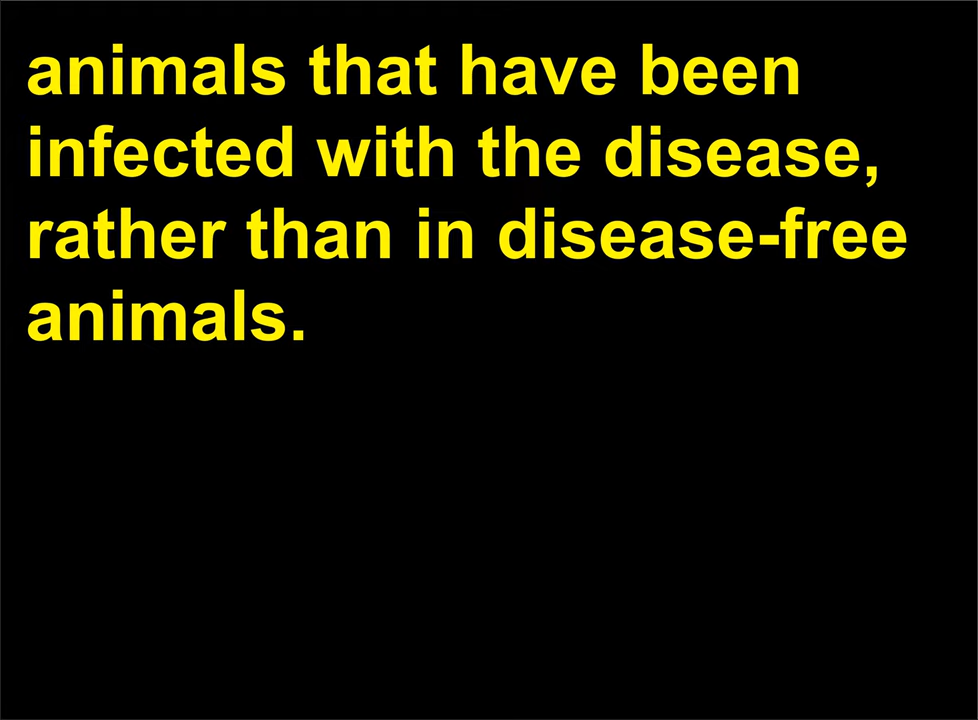 animals that have been
infected with the disease,
rather than in disease-free
animals.